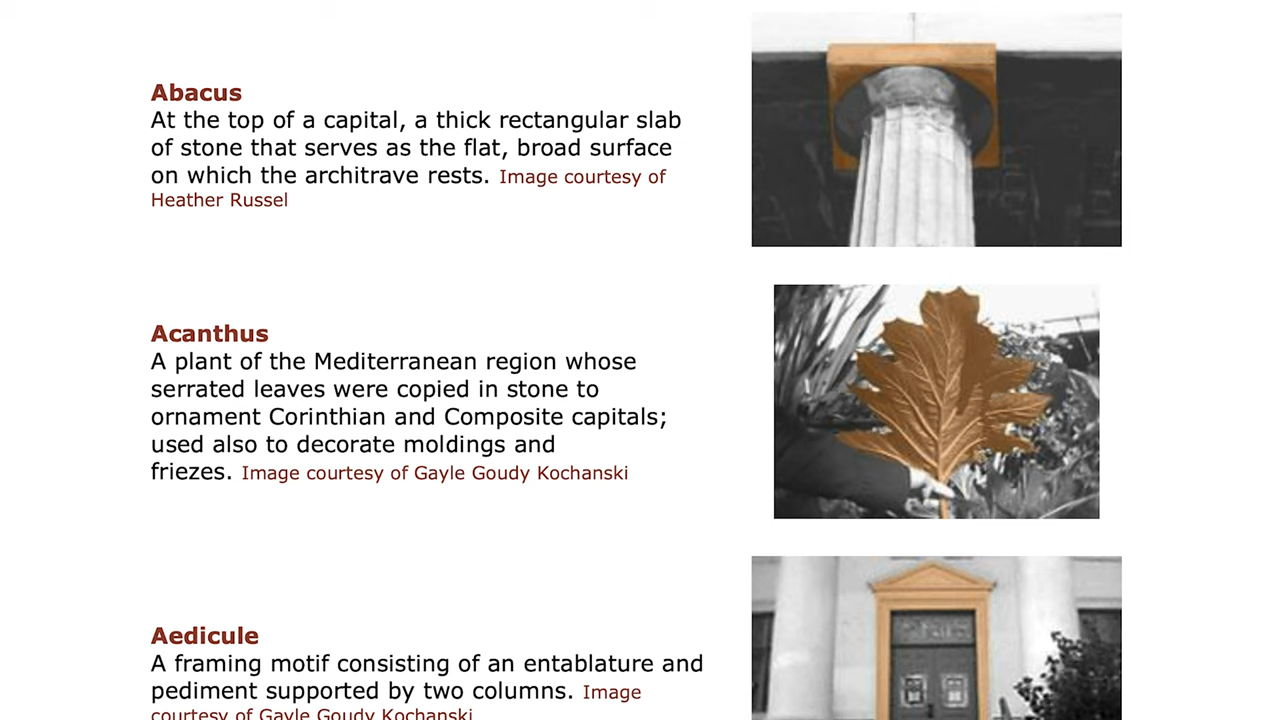 Abacus
At the top of a capital, a thick rectangular slab
of stone that serves as the flat, broad surface
on which the architrave rests. Image courtesy of
Heather Russel
Acanthus
A plant of the Mediterranean region whose
serrated leaves were copied in stone to
ornament Corinthian and Composite capitals;
used also to decorate moldings and
friezes. Image courtesy of Gayle Goudy Kochanski
Aedicule
A framing motif consisting of an entablature and
pediment supported by two columns. Image
courtesy of Gayle Goudy Kochanski